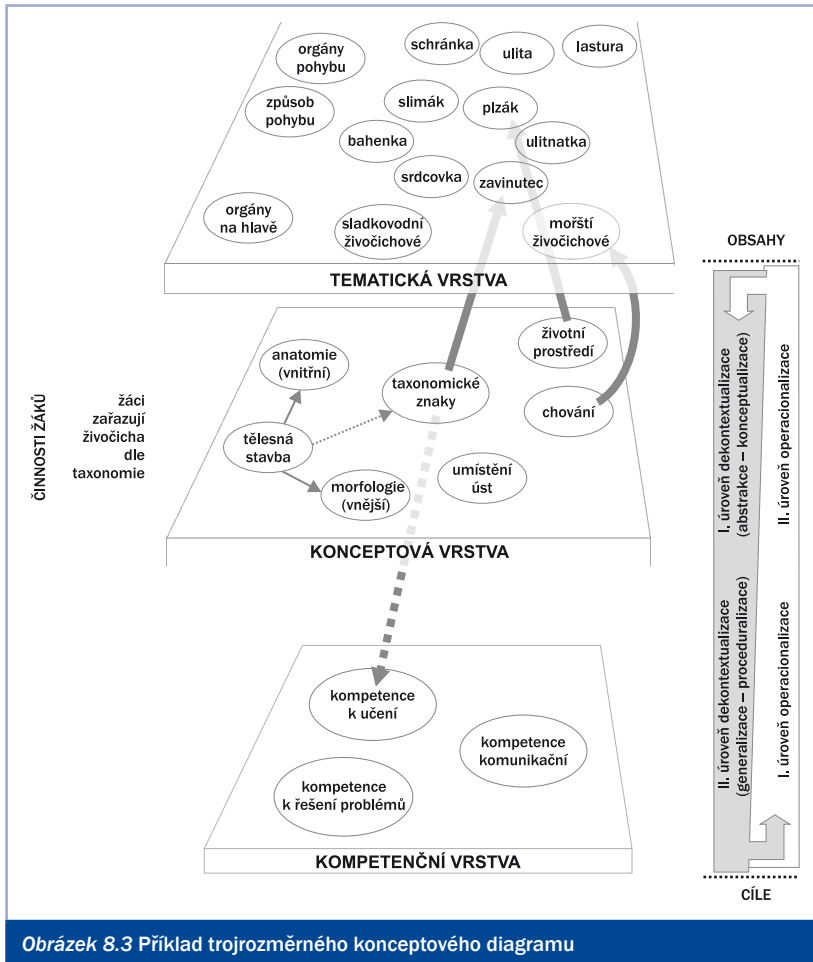 orgány
pohybu
schránka
ulita
lastura
způsob
pohybu
slimák
plzák
bahenka
ulitnatka
srdcovka
zavinutec
orgány
na hlavě
sladkovodní
živočichové
mořští
živočichové
TEMATICKÁ VRSTVA
OBSAHY
anatomie
(vnitřní)
životní
prostředí
taxonomické
znaky
chování
tělesná
stavba
umístění
úst
morfologie
(vnější)
KONCEPTOVÁ VRSTVA
ČINNOSTI ŽÁKŮ
žáci
zařazují
živočicha
dle
taxonomie
kompetence
k učení
kompetence
komunikační
kompetence
k řešení problémů
KOMPETENČNÍ VRSTVA
I. úroveň dekontextualizace
(abstrakce – konceptualizace)
II. úroveň operacionalizace
II. úroveň dekontextualizace
(generalizace – proceduralizace)
I. úroveň operacionalizace
CÍLE
Obrázek 8.3 Příklad trojrozměrného konceptového diagramu